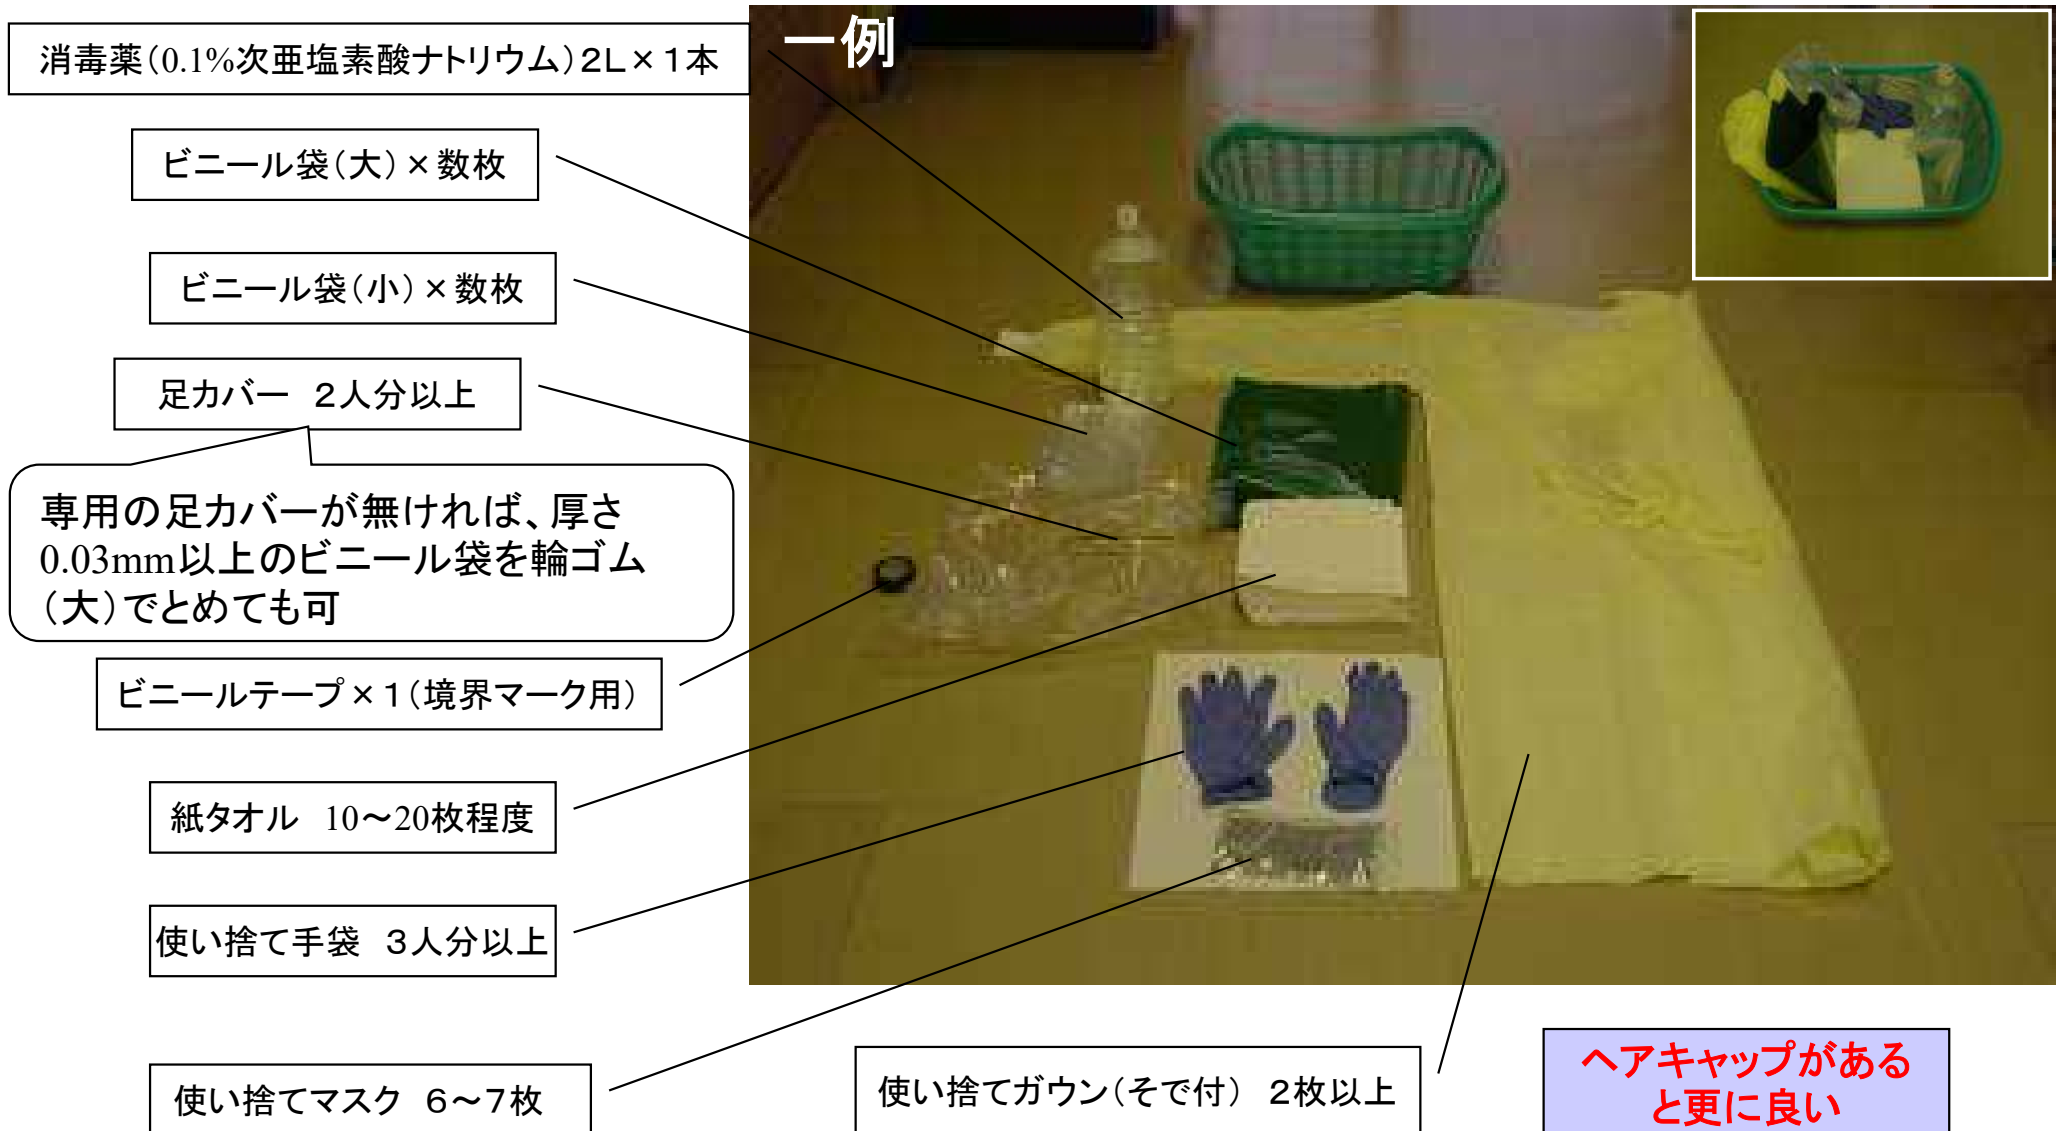 一例
消毒薬（0.1%次亜塩素酸ナトリウム）２L×１本
ビニール袋（大）×数枚
ビニール袋（小）×数枚
足カバー　２人分以上
専用の足カバーが無ければ、厚さ
0.03mm以上のビニール袋を輪ゴム
（大）でとめても可
ビニールテープ×１（境界マーク用）
紙タオル　10～20枚程度
使い捨て手袋　３人分以上
使い捨てマスク　６～７枚
使い捨てガウン（そで付）　２枚以上
ヘアキャップがある
と更に良い